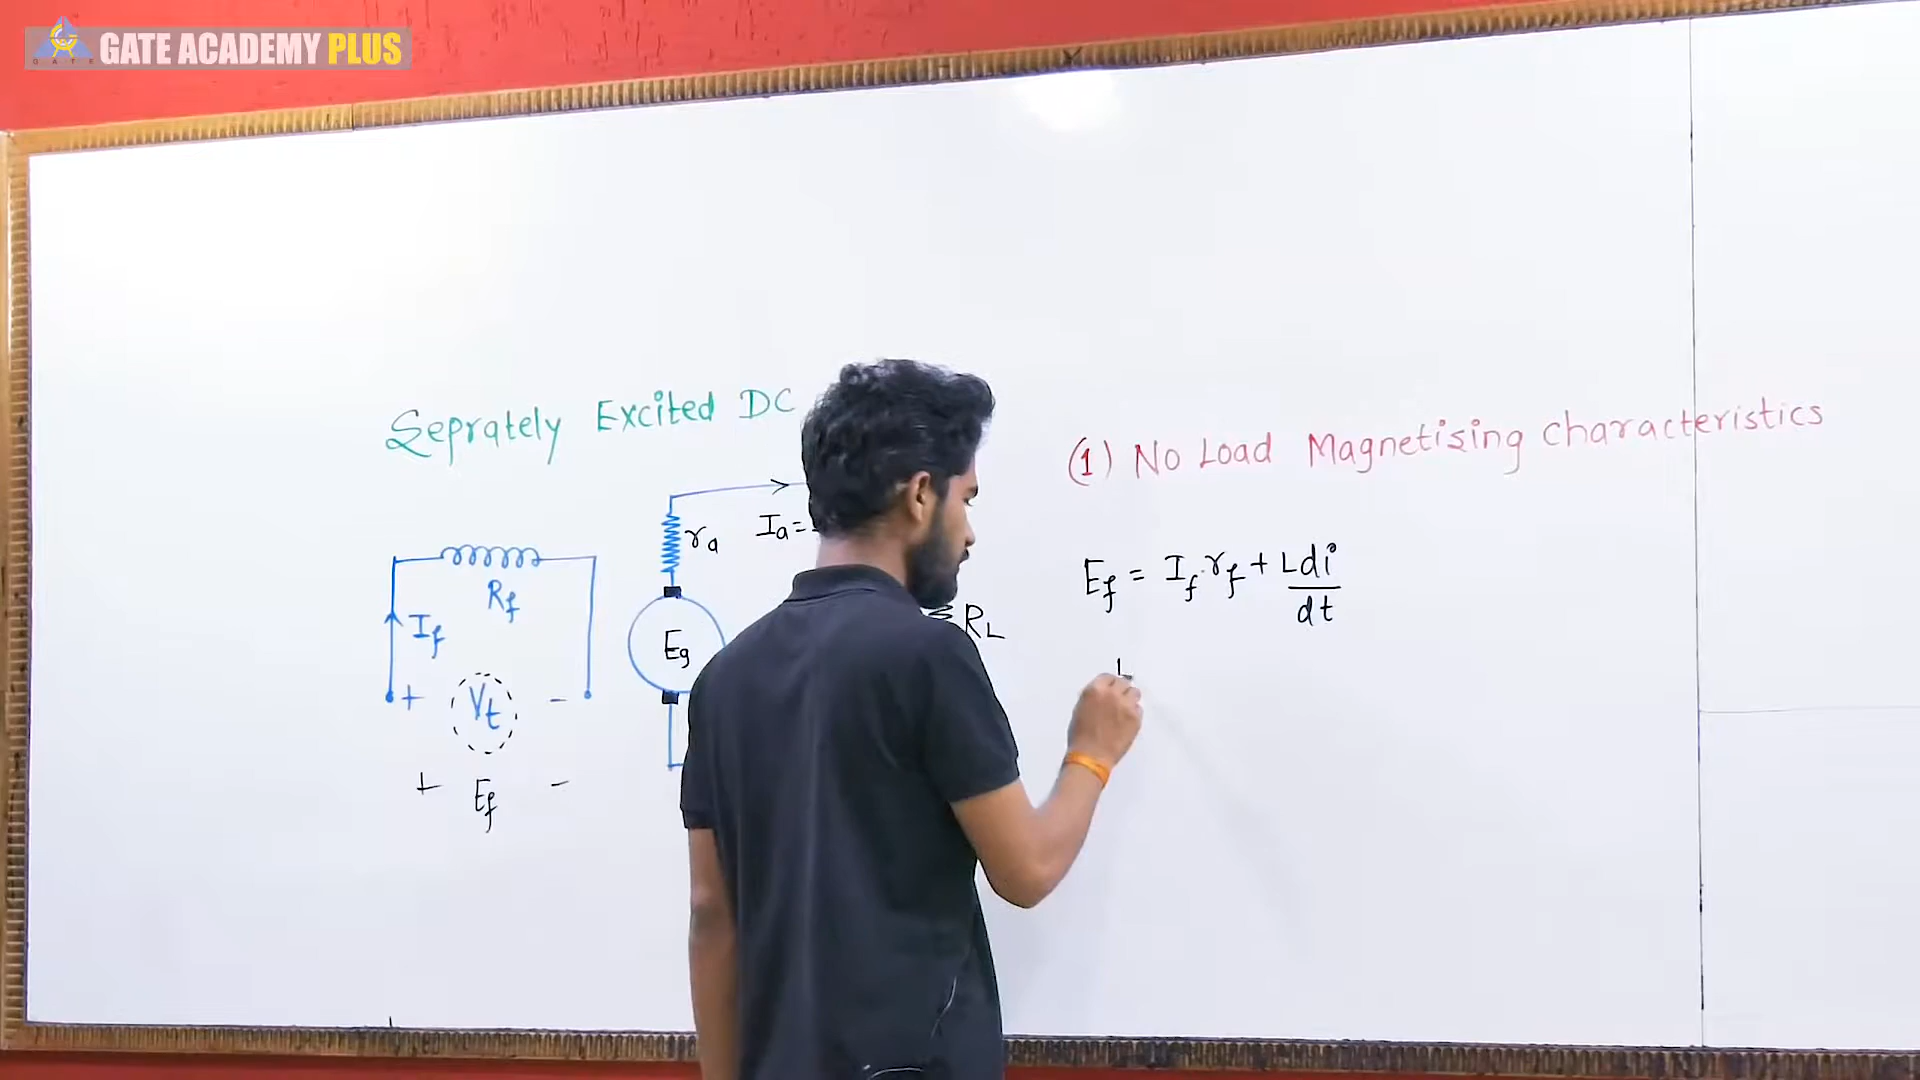 GATE ACADEMY PLUS
GATE
Seprately Excited DC
(1) No Load Magnetising characteristics
ra
Ia=
Rf
If
Eg
RL
+ Vt -
+ Ef -
Ef = If.rf + Ldi
dt
L